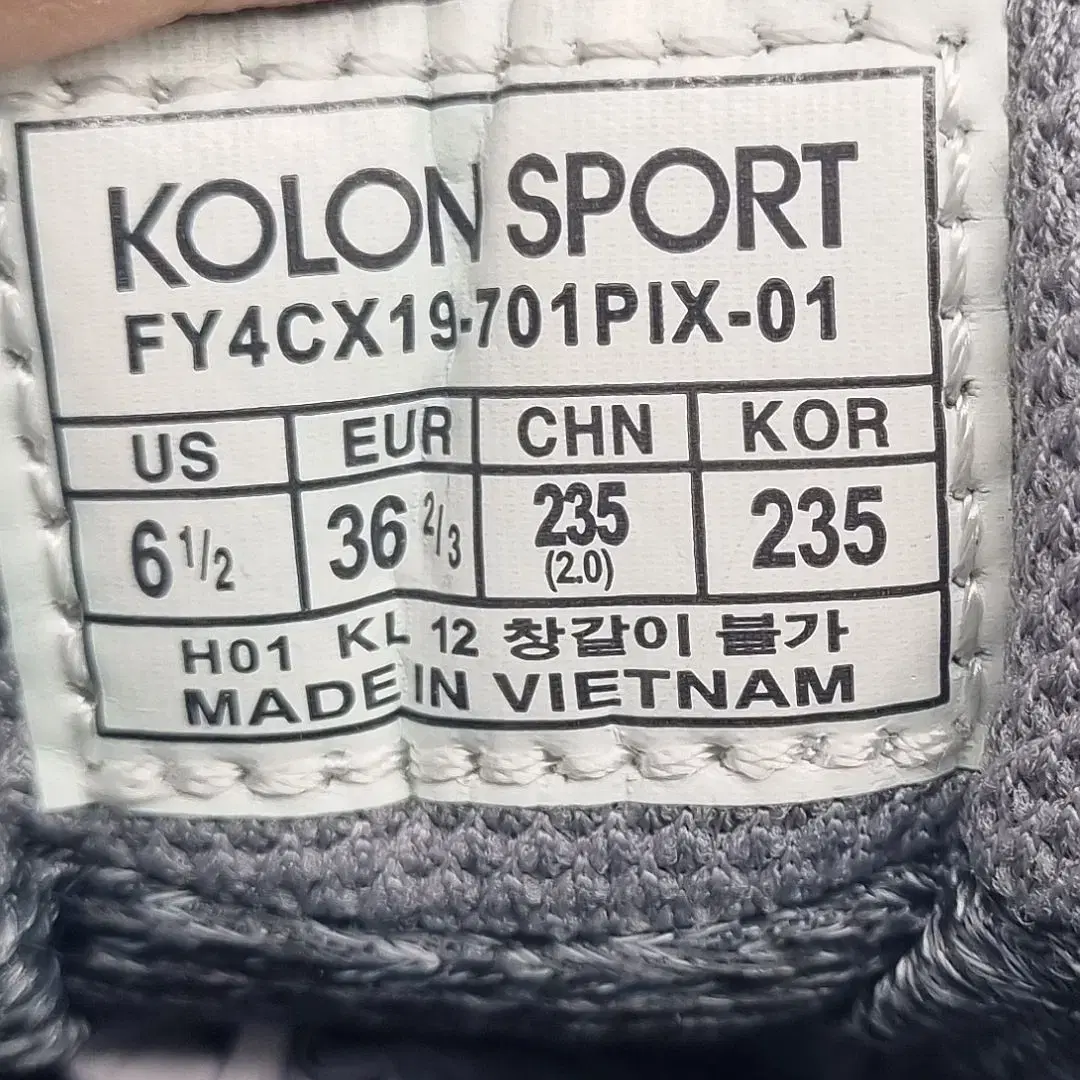 KOLON SPORT
FY4CX19-701PIX-01
US EUR CHN KOR
6 1/2 36 2/3 235 (2.0) 235
H01 KL 12 창갈이 불가
MADE IN VIETNAM